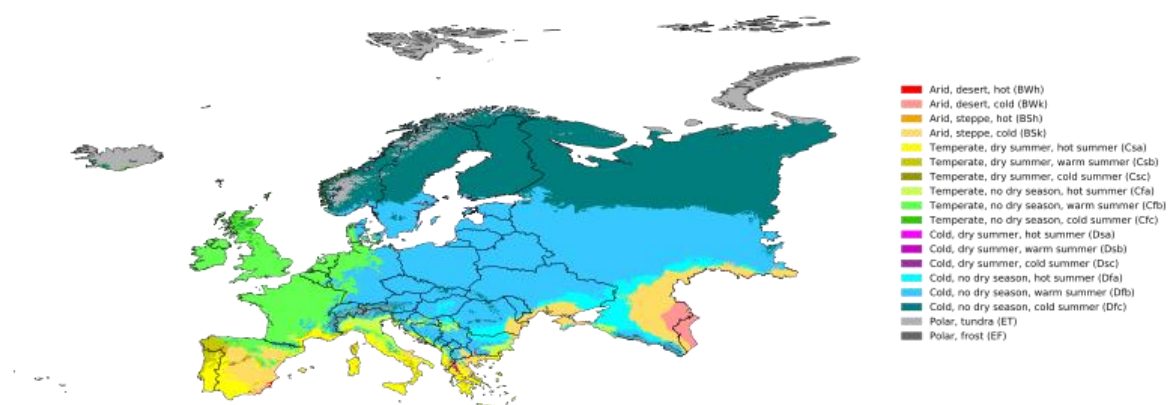 Arid, desert, hot (BWh)
Arid, desert, cold (BWk)
Arid, steppe, hot (BSh)
Arid, steppe, cold (BSk)
Temperate, dry summer, hot summer (Csa)
Temperate, dry summer, warm summer (Csb)
Temperate, dry summer, cold summer (Csc)
Temperate, no dry season, hot summer (Cfa)
Temperate, no dry season, warm summer (Cfb)
Temperate, no dry season, cold summer (Cfc)
Cold, dry summer, hot summer (Dsa)
Cold, dry summer, warm summer (Dsb)
Cold, dry summer, cold summer (Dsc)
Cold, no dry season, hot summer (Dfa)
Cold, no dry season, warm summer (Dfb)
Cold, no dry season, cold summer (Dfc)
Polar, tundra (ET)
Polar, frost (EF)